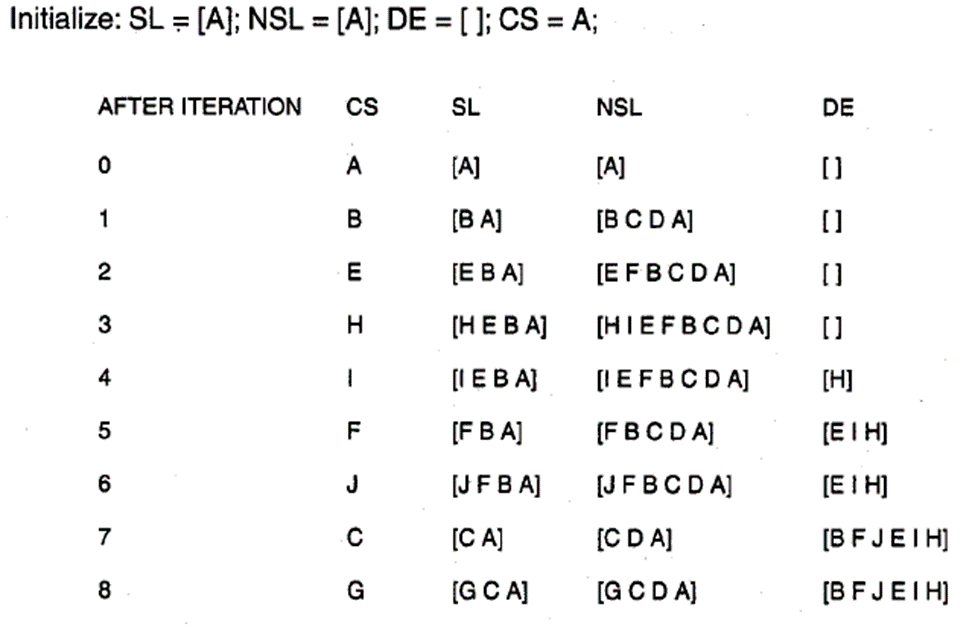 Initialize: SL = [A]; NSL = [A]; DE = [ ]; CS = A;
AFTER ITERATION CS SL NSL DE
0 A [A] [A] [ ]
1 B [B A] [B C D A] [ ]
2 E [E B A] [E F B C D A] [ ]
3 H [H E B A] [H I E F B C D A] [ ]
4 I [I E B A] [I E F B C D A] [H]
5 F [F B A] [F B C D A] [E I H]
6 J [J F B A] [J F B C D A] [E I H]
7 C [C A] [C D A] [B F J E I H]
8 G [G C A] [G C D A] [B F J E I H]